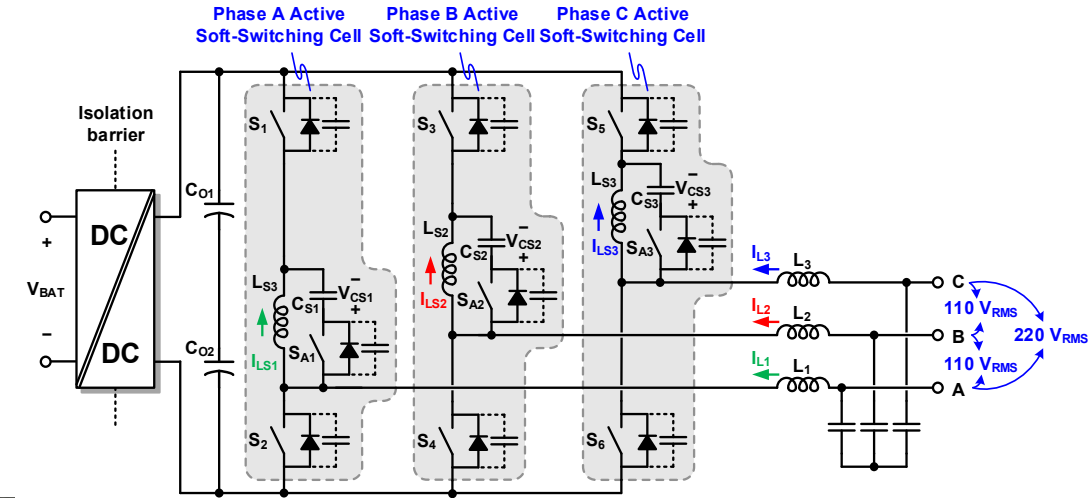 Phase A Active
Soft-Switching Cell
Phase B Active
Soft-Switching Cell
Phase C Active
Soft-Switching Cell
Isolation
barrier
S1
S3
S5
CO1
DC
DC
+
VBAT
−
CO2
LS3
CS1
−
VCS1
+
ILS1
SA1
S2
LS2
CS2
−
VCS2
+
ILS2
SA2
S4
LS3
CS3
−
VCS3
+
ILS3
SA3
S6
IL3
L3
C
110 VRMS
IL2
L2
B
220 VRMS
110 VRMS
IL1
L1
A